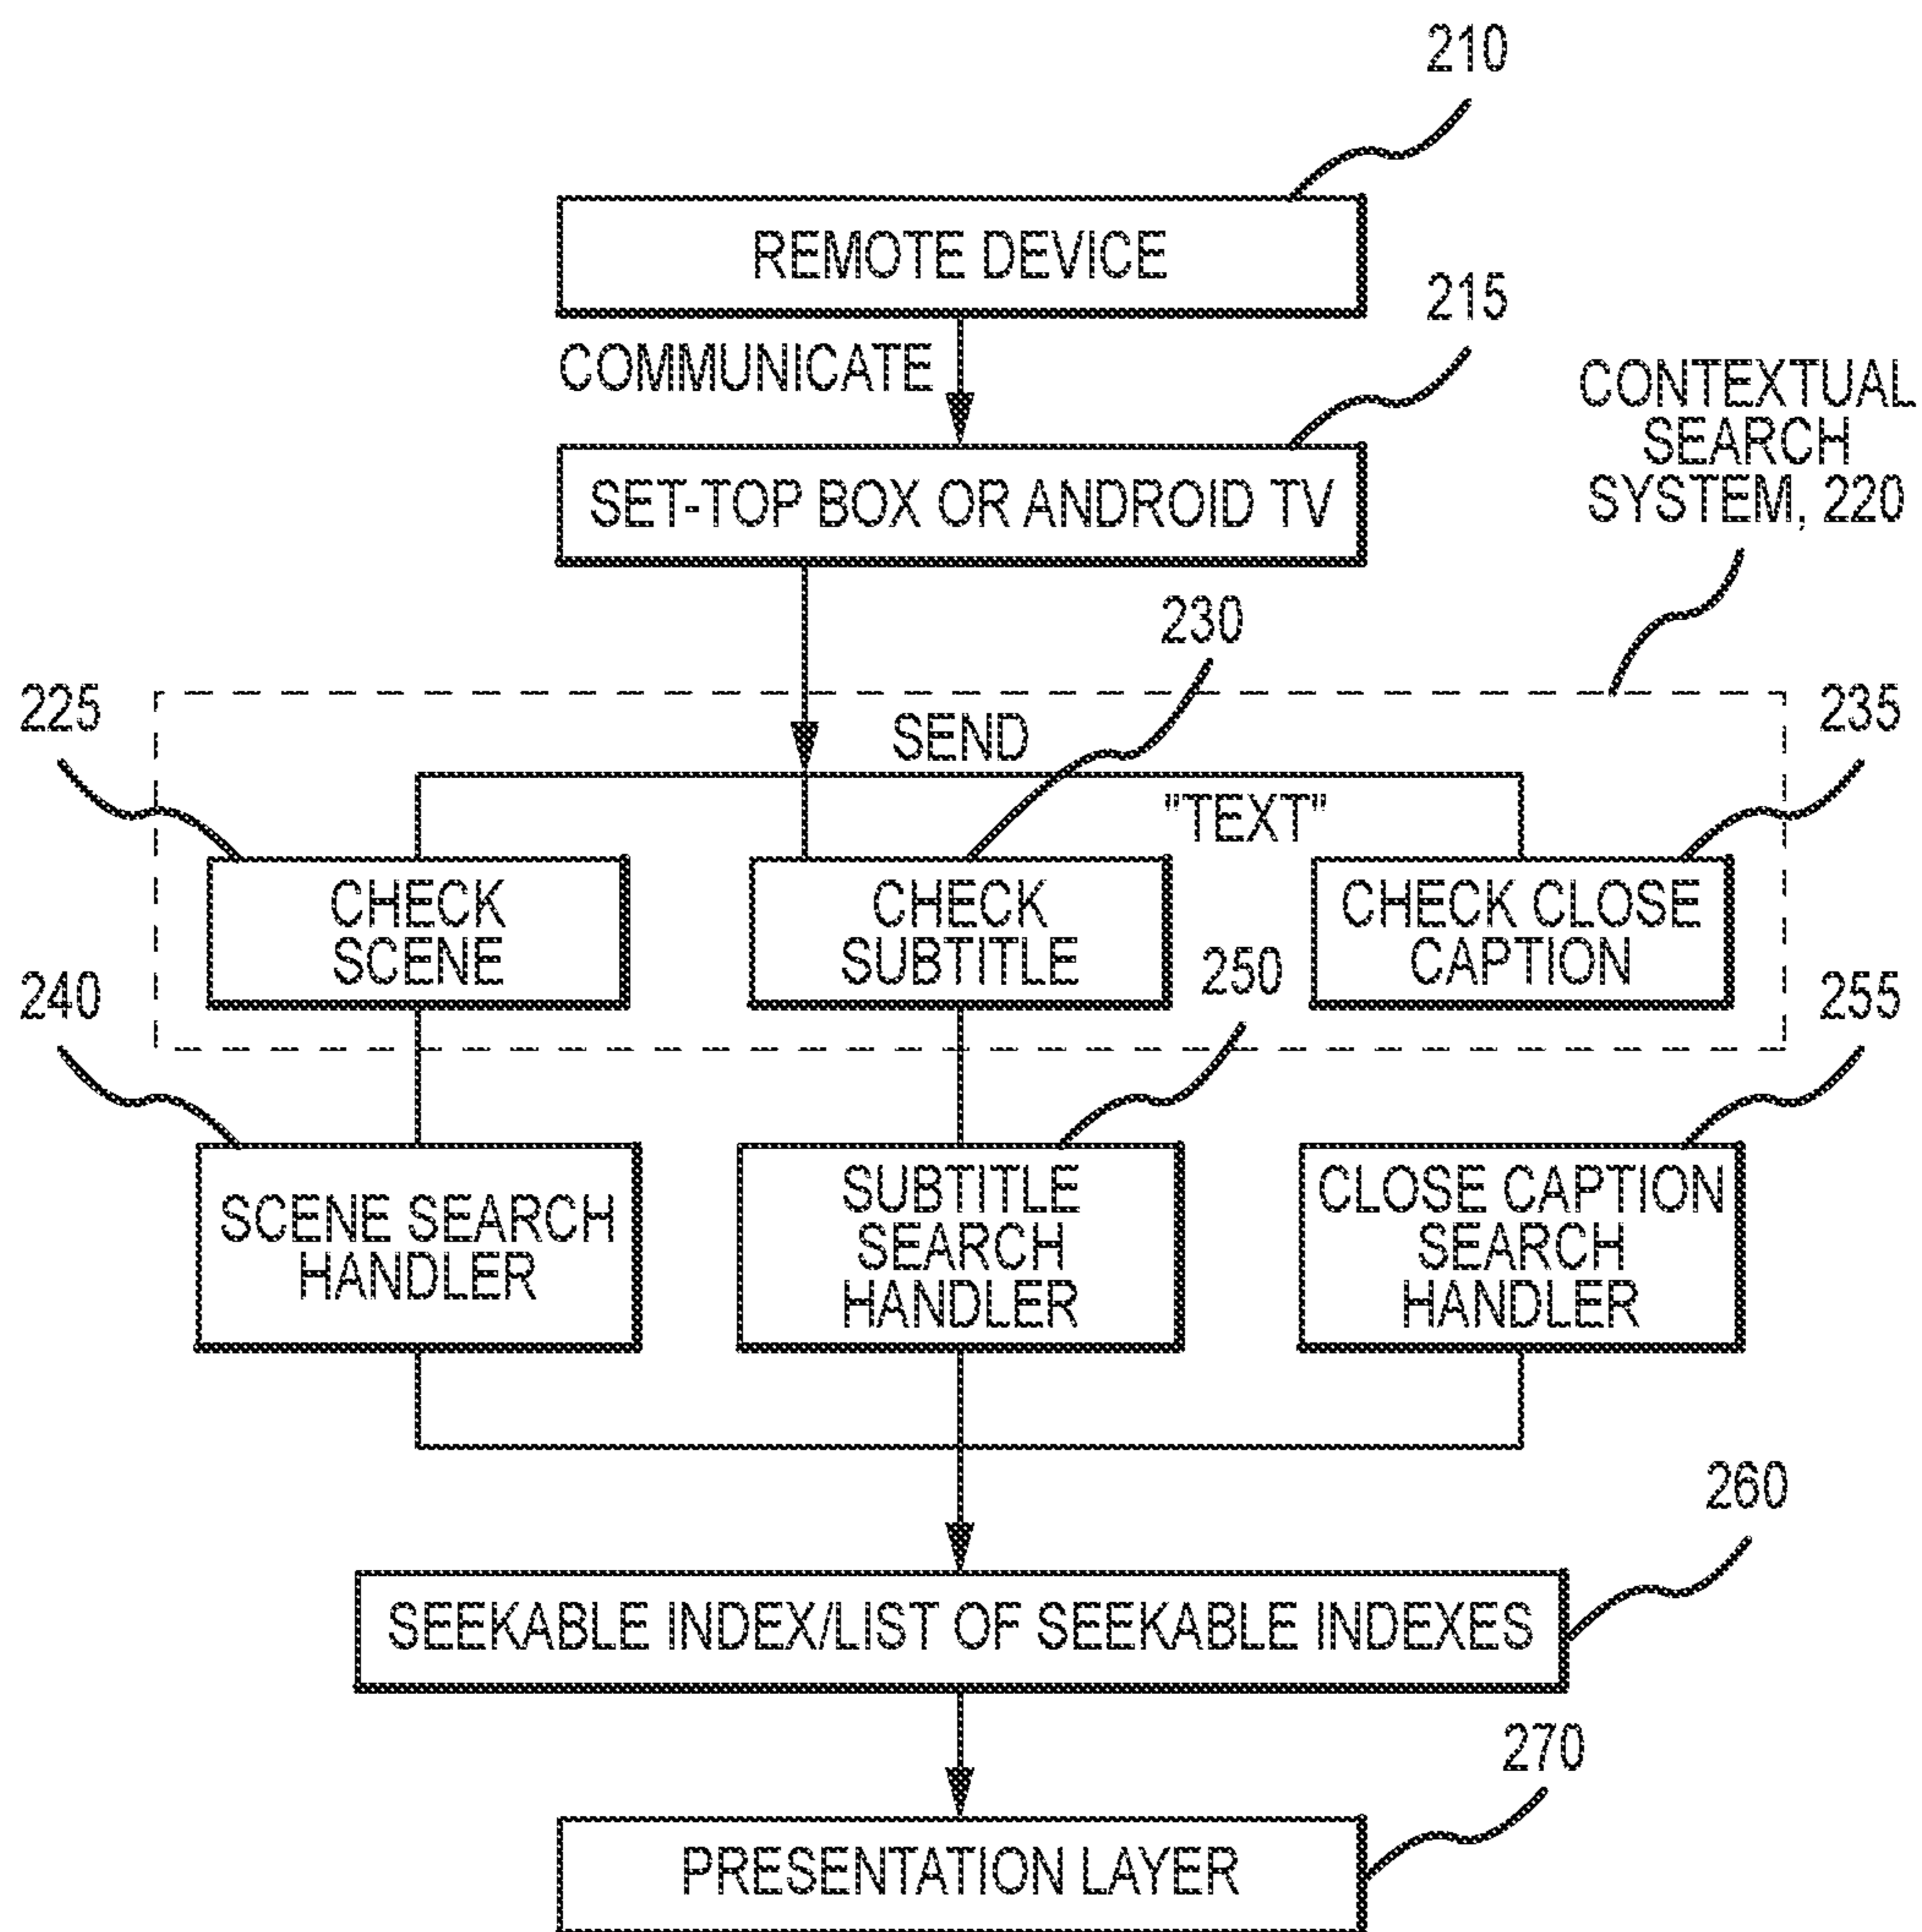 210
REMOTE DEVICE
215
COMMUNICATE
CONTEXTUAL
SEARCH
SYSTEM, 220
SET-TOP BOX OR ANDROID TV
230
225
SEND
235
"TEXT"
CHECK
SCENE
CHECK
SUBTITLE
CHECK CLOSE
CAPTION
240
250
255
SCENE SEARCH
HANDLER
SUBTITLE
SEARCH
HANDLER
CLOSE CAPTION
SEARCH
HANDLER
260
SEEKABLE INDEX/LIST OF SEEKABLE INDEXES
270
PRESENTATION LAYER